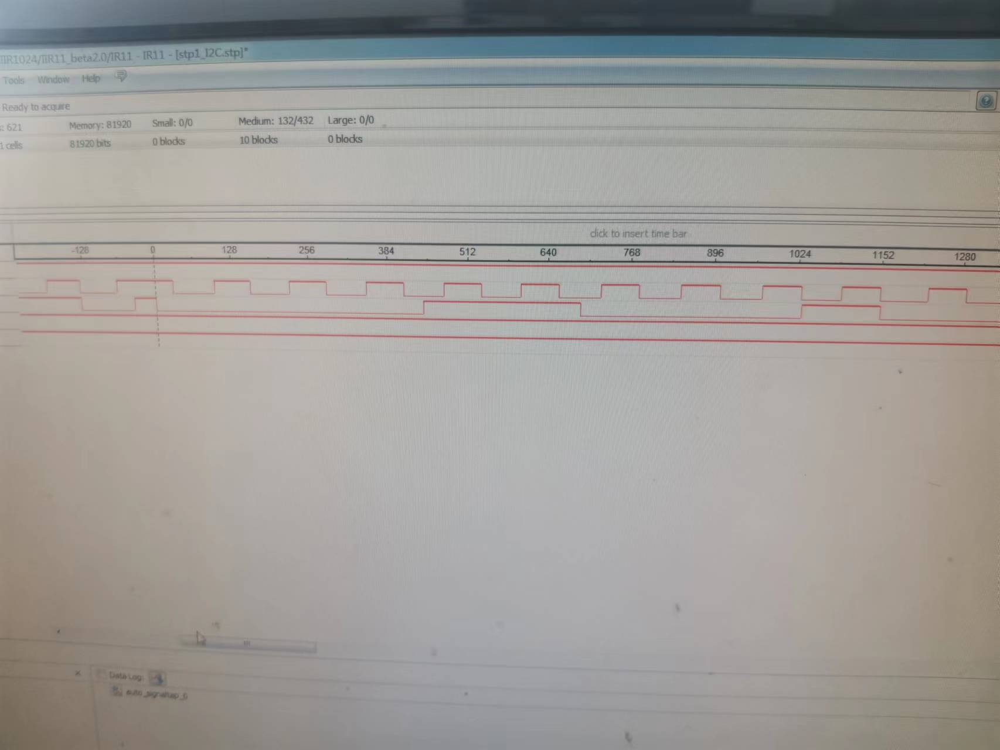 IIR1024/IIR11_beta2.0/IR11 - IR11 - [stp1_I2C.stp]*
Tools Window Help
Ready to acquire
: 621 Memory: 81920 Small: 0/0 Medium: 132/432 Large: 0/0
1 cells 81920 bits 0 blocks 10 blocks 0 blocks
click to insert time bar
-128 0 128 256 384 512 640 768 896 1024 1152 1280
Data Log:
auto_signaltap_0